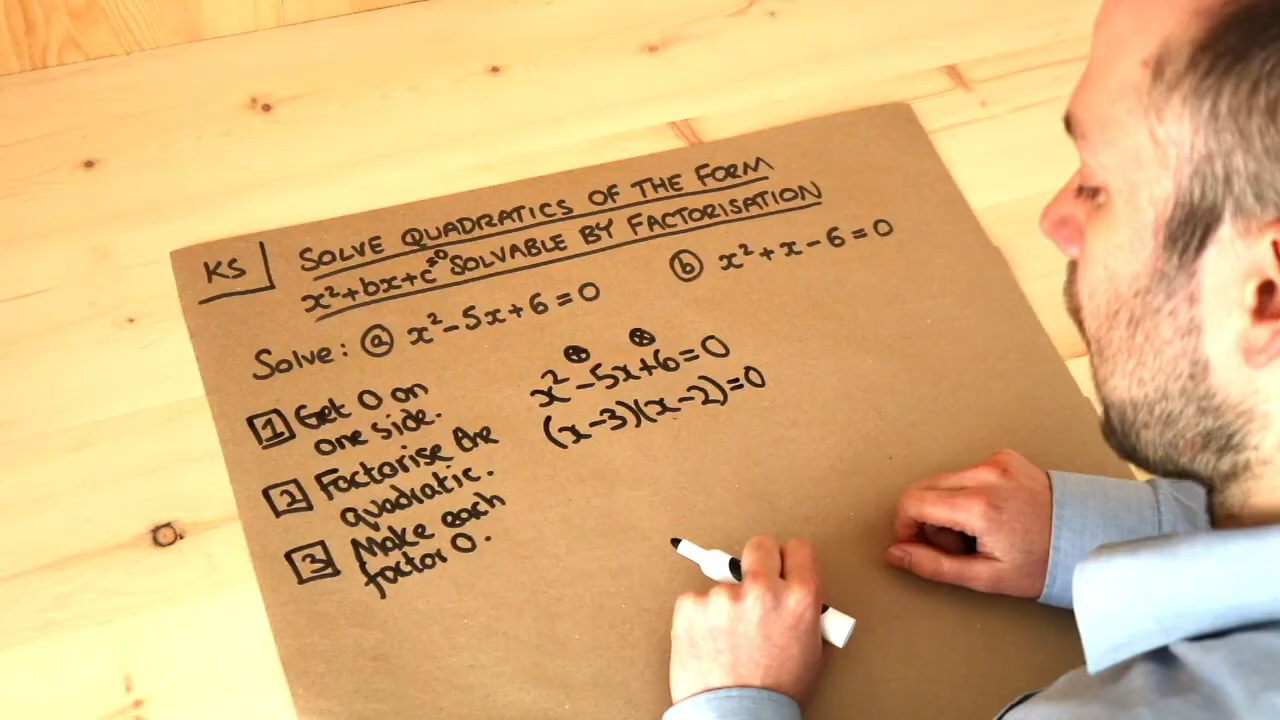 KS
SOLVE QUADRATICS OF THE FORM
x²+bx+c=0 SOLVABLE BY FACTORISATION
Solve: ⓐ x²-5x+6=0
ⓑ x²+x-6=0
1 Get 0 on
one side.
2 Factorise the
quadratic.
3 Make each
factor 0.
⊕ ⊗
x²-5x+6=0
(x-3)(x-2)=0